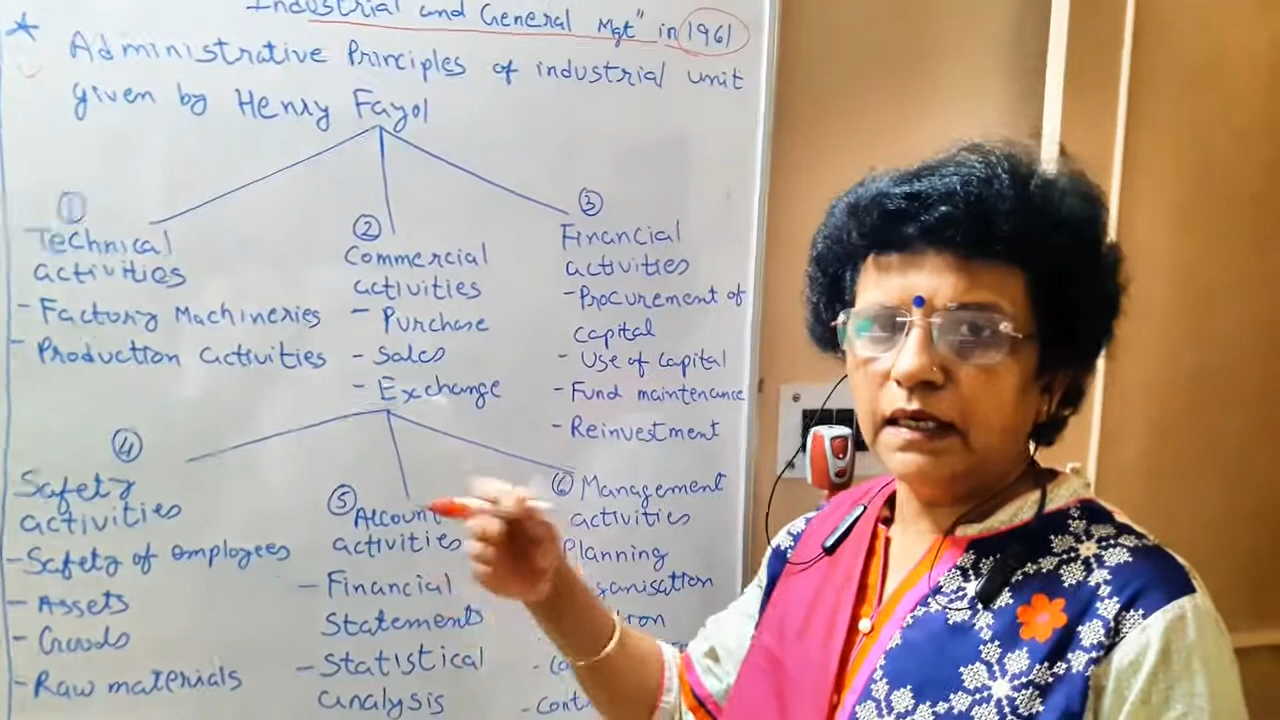 Industrial and General Mgt" in 1961
Administrative Principles of industrial unit
given by Henry Fayol
①
Technical
activities
- Factory Machineries
- Production activities
②
Commercial
activities
- Purchase
- Sales
- Exchange
③
Financial
activities
- Procurement of
capital
- Use of capital
- Fund maintenance
- Reinvestment
④
Safety
activities
- Safety of employees
- Assets
- Goods
- Raw materials
⑤
Account
activities
- Financial
Statements
- Statistical
analysis
⑥ Management
activities
Planning